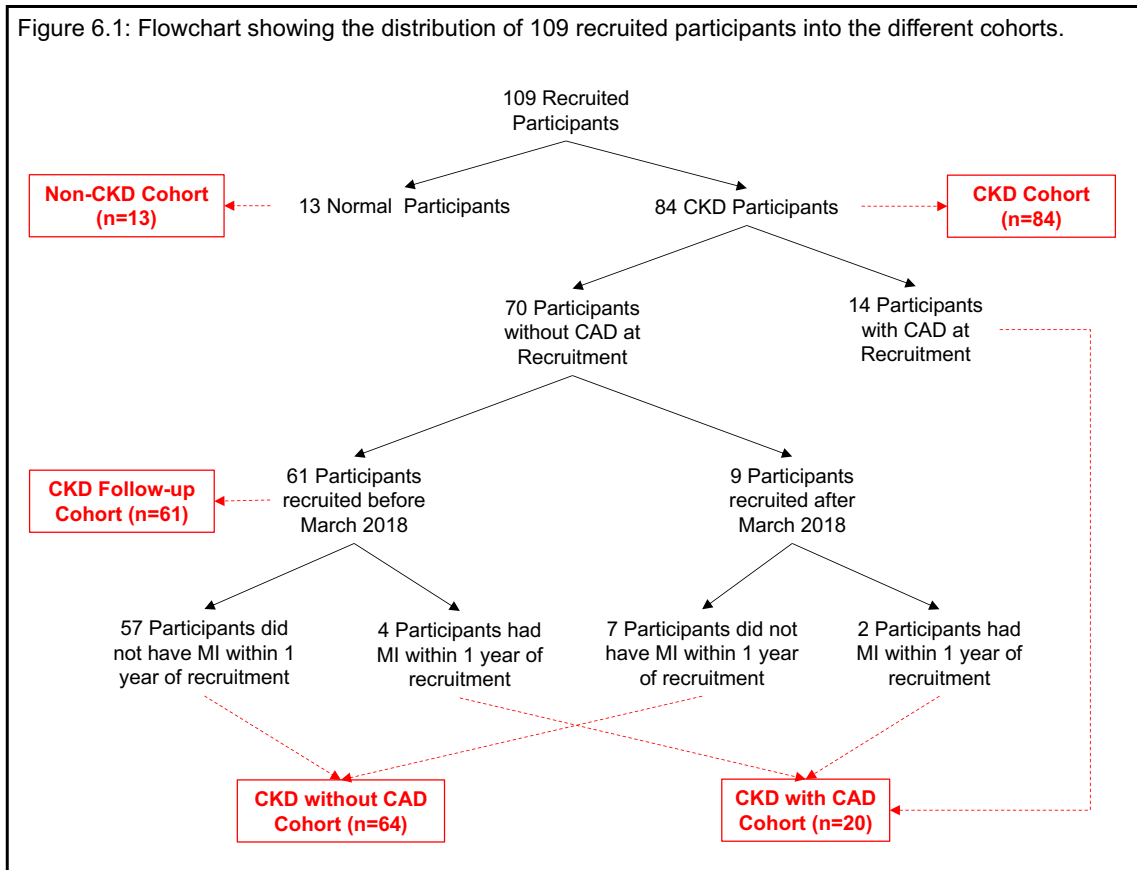 Figure 6.1: Flowchart showing the distribution of 109 recruited participants into the different cohorts.
109 Recruited
Participants
Non-CKD Cohort
(n=13)
13 Normal Participants
84 CKD Participants
CKD Cohort
(n=84)
70 Participants
without CAD at
Recruitment
14 Participants
with CAD at
Recruitment
CKD Follow-up
Cohort (n=61)
61 Participants
recruited before
March 2018
9 Participants
recruited after
March 2018
57 Participants did
not have MI within 1
year of recruitment
4 Participants had
MI within 1 year of
recruitment
7 Participants did not
have MI within 1 year
of recruitment
2 Participants had
MI within 1 year of
recruitment
CKD without CAD
Cohort (n=64)
CKD with CAD
Cohort (n=20)